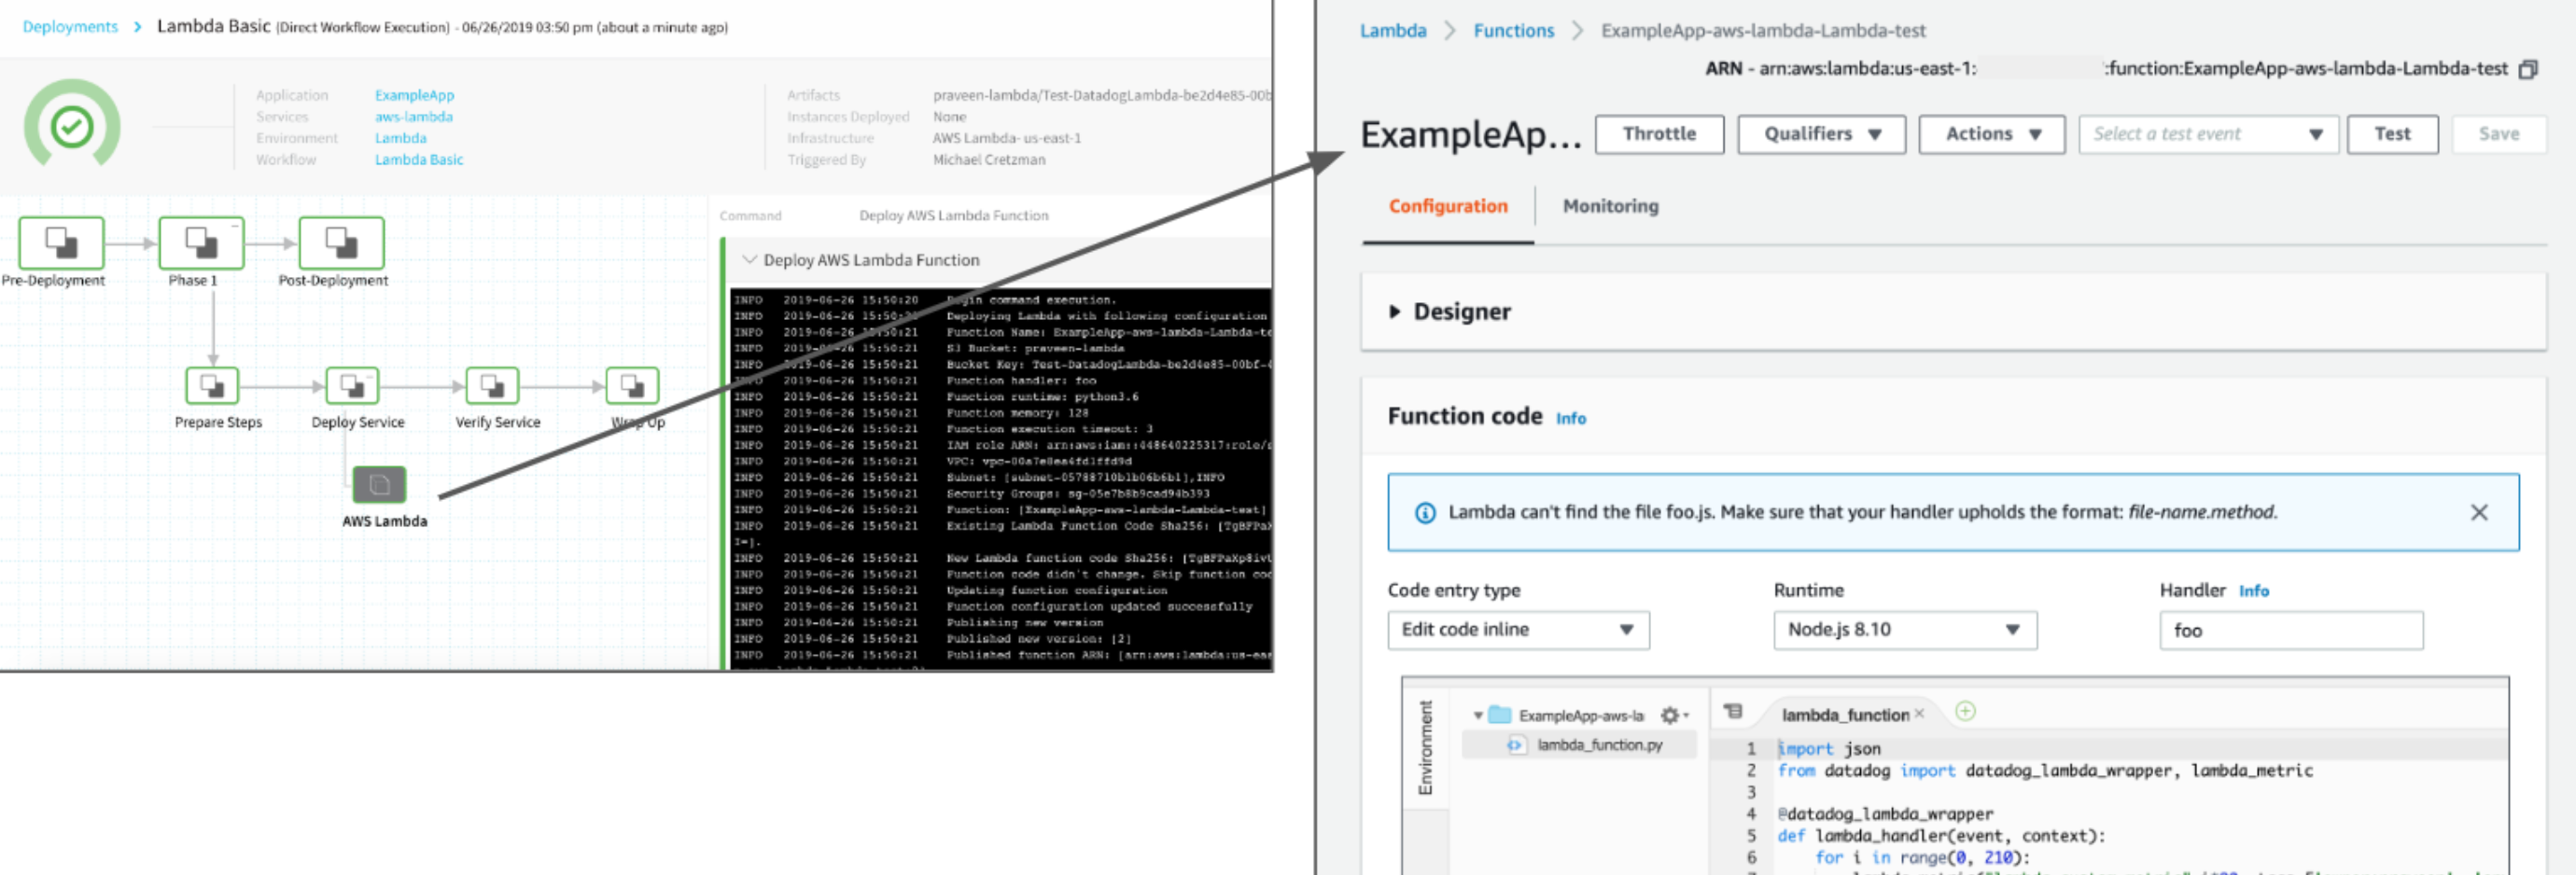 Deployments > Lambda Basic (Direct Workflow Execution) - 06/26/2019 03:50 pm (about a minute ago)
Application ExampleApp
Services aws-lambda
Environment Lambda
Workflow Lambda Basic
Artifacts praveen-lambda/Test-DatadogLambda-be2d4e85-00b
Instances Deployed None
Infrastructure AWS Lambda- us-east-1
Triggered By Michael Cretzman
Pre-Deployment Phase 1 Post-Deployment
Prepare Steps Deploy Service Verify Service Wrap Up
AWS Lambda
Command Deploy AWS Lambda Function
Deploy AWS Lambda Function
INFO 2019-06-26 15:50:20 Begin command execution.
INFO 2019-06-26 15:50:21 Deploying Lambda with following configuration
INFO 2019-06-26 15:50:21 Function Name: ExampleApp-aws-lambda-Lambda-te
INFO 2019-06-26 15:50:21 S3 Bucket: praveen-lambda
INFO 2019-06-26 15:50:21 Bucket Key: Test-DatadogLambda-be2d4e85-00bf-4
INFO 2019-06-26 15:50:21 Function handler: foo
INFO 2019-06-26 15:50:21 Function runtime: python3.6
INFO 2019-06-26 15:50:21 Function memory: 128
INFO 2019-06-26 15:50:21 Function execution timeout: 3
INFO 2019-06-26 15:50:21 IAM role ARN: arn:aws:iam::448640225317:role/s
INFO 2019-06-26 15:50:21 VPC: vpc-00a7e8ea4fd1ffd9d
INFO 2019-06-26 15:50:21 Subnet: [subnet-05788710b1b06b6b1],INFO
INFO 2019-06-26 15:50:21 Security Groups: sg-05e7b8b9cad94b393
INFO 2019-06-26 15:50:21 Function: [ExampleApp-aws-lambda-Lambda-test]
INFO 2019-06-26 15:50:21 Existing Lambda Function Code Sha256: [TgBFPaX
I=].
INFO 2019-06-26 15:50:21 New Lambda function code Sha256: [TgBFPaXp8ivU
INFO 2019-06-26 15:50:21 Function code didn't change. Skip function cod
INFO 2019-06-26 15:50:21 Updating function configuration
INFO 2019-06-26 15:50:21 Function configuration updated successfully
INFO 2019-06-26 15:50:21 Publishing new version
INFO 2019-06-26 15:50:21 Published new version: [2]
INFO 2019-06-26 15:50:21 Published function ARN: [arn:aws:lambda:us-eas
Lambda > Functions > ExampleApp-aws-lambda-Lambda-test
ARN - arn:aws:lambda:us-east-1: :function:ExampleApp-aws-lambda-Lambda-test
ExampleAp... Throttle Qualifiers Actions Select a test event Test Save
Configuration Monitoring
Designer
Function code Info
Lambda can't find the file foo.js. Make sure that your handler upholds the format: file-name.method.
Code entry type Runtime Handler Info
Edit code inline Node.js 8.10 foo
Environment
ExampleApp-aws-la
lambda_function.py
lambda_function ×
1 import json
2 from datadog import datadog_lambda_wrapper, lambda_metric
3
4 @datadog_lambda_wrapper
5 def lambda_handler(event, context):
6 for i in range(0, 210):